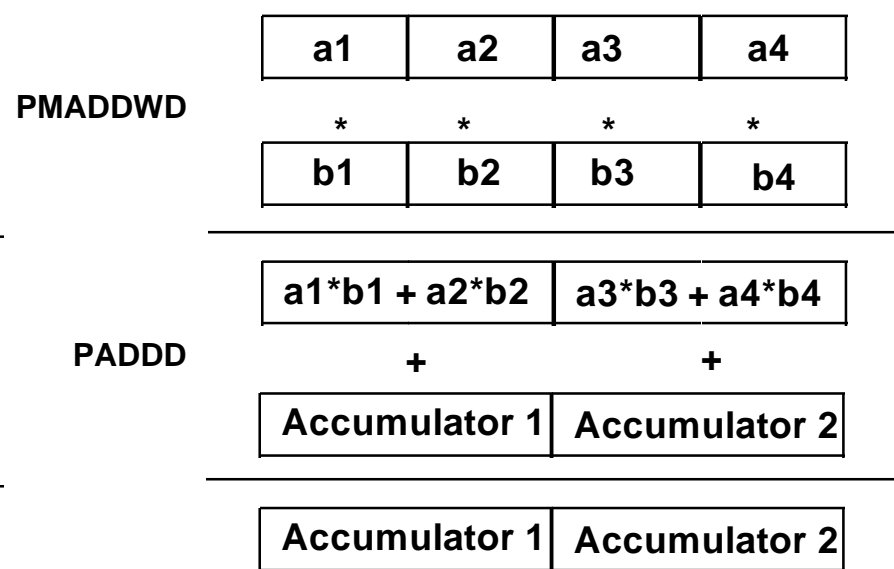 a1 a2 a3 a4
PMADDWD
* * * *
b1 b2 b3 b4
a1*b1 + a2*b2 a3*b3 + a4*b4
PADDD + +
Accumulator 1 Accumulator 2
Accumulator 1 Accumulator 2